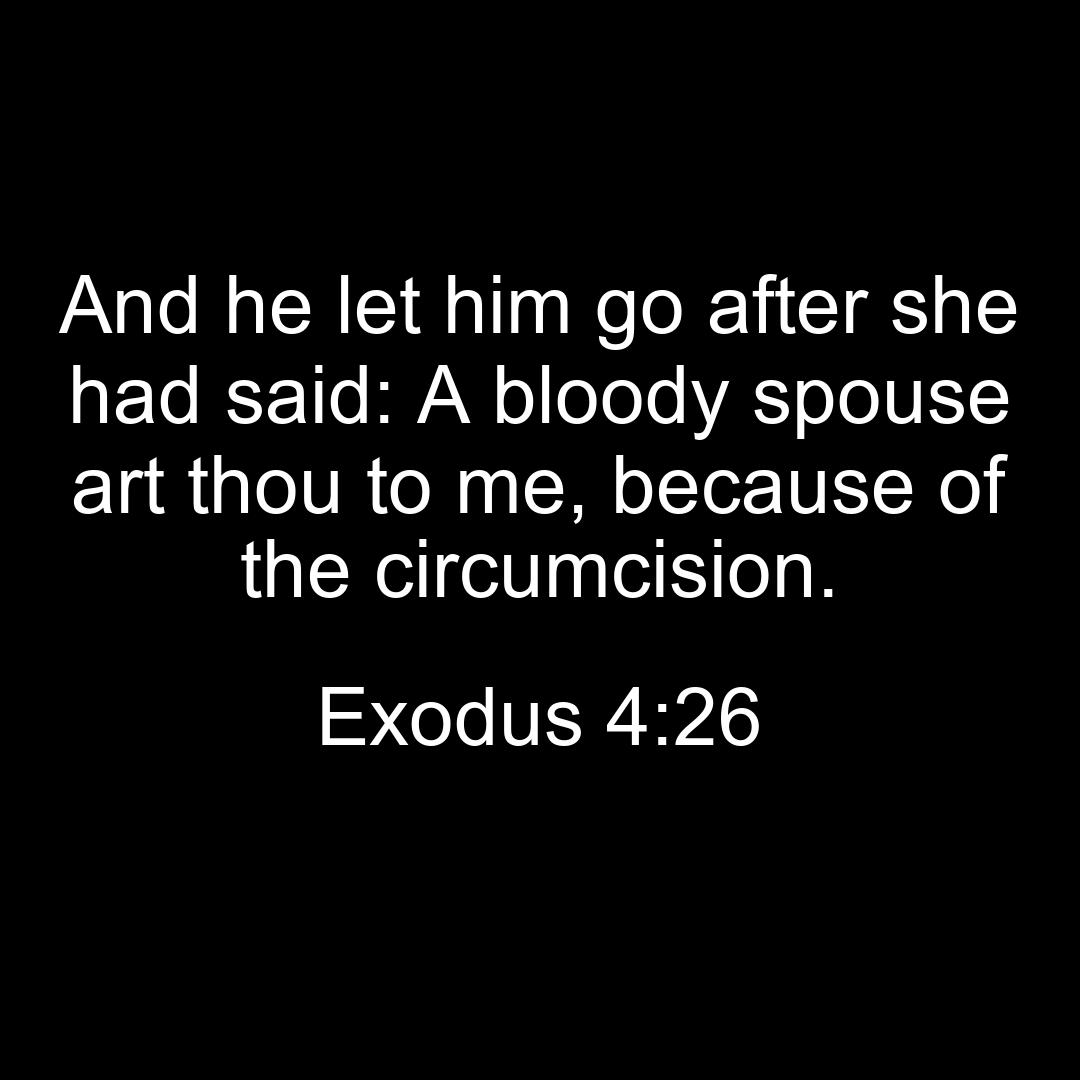 And he let him go after she
had said: A bloody spouse
art thou to me, because of
the circumcision.
Exodus 4:26